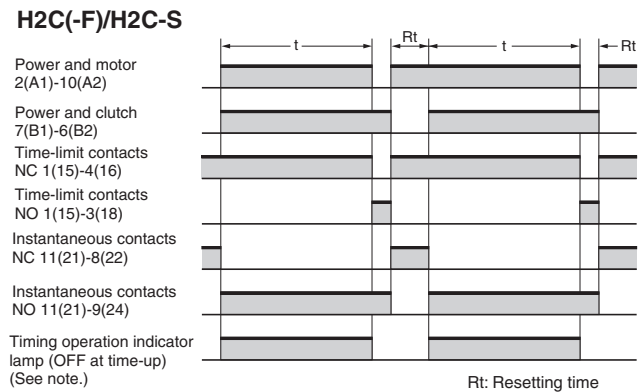 H2C(-F)/H2C-S
t Rt t Rt
Power and motor
2(A1)-10(A2)
Power and clutch
7(B1)-6(B2)
Time-limit contacts
NC 1(15)-4(16)
Time-limit contacts
NO 1(15)-3(18)
Instantaneous contacts
NC 11(21)-8(22)
Instantaneous contacts
NO 11(21)-9(24)
Timing operation indicator
lamp (OFF at time-up)
(See note.)
Rt: Resetting time